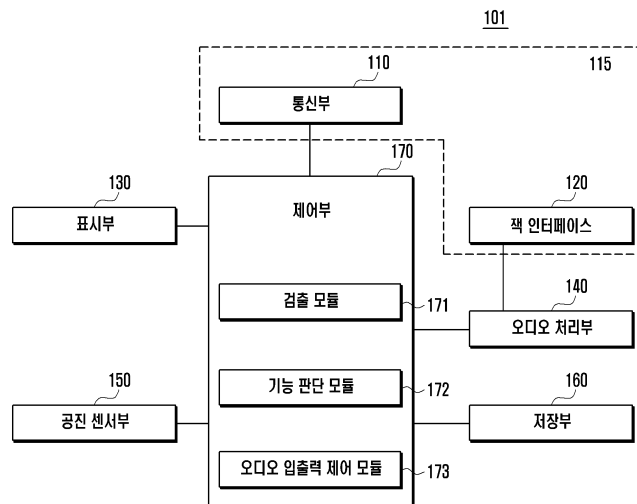 101
115
110
통신부
170
제어부
130
표시부
120
잭 인터페이스
검출 모듈
171
140
오디오 처리부
기능 판단 모듈
172
150
공진 센서부
160
저장부
오디오 입출력 제어 모듈
173